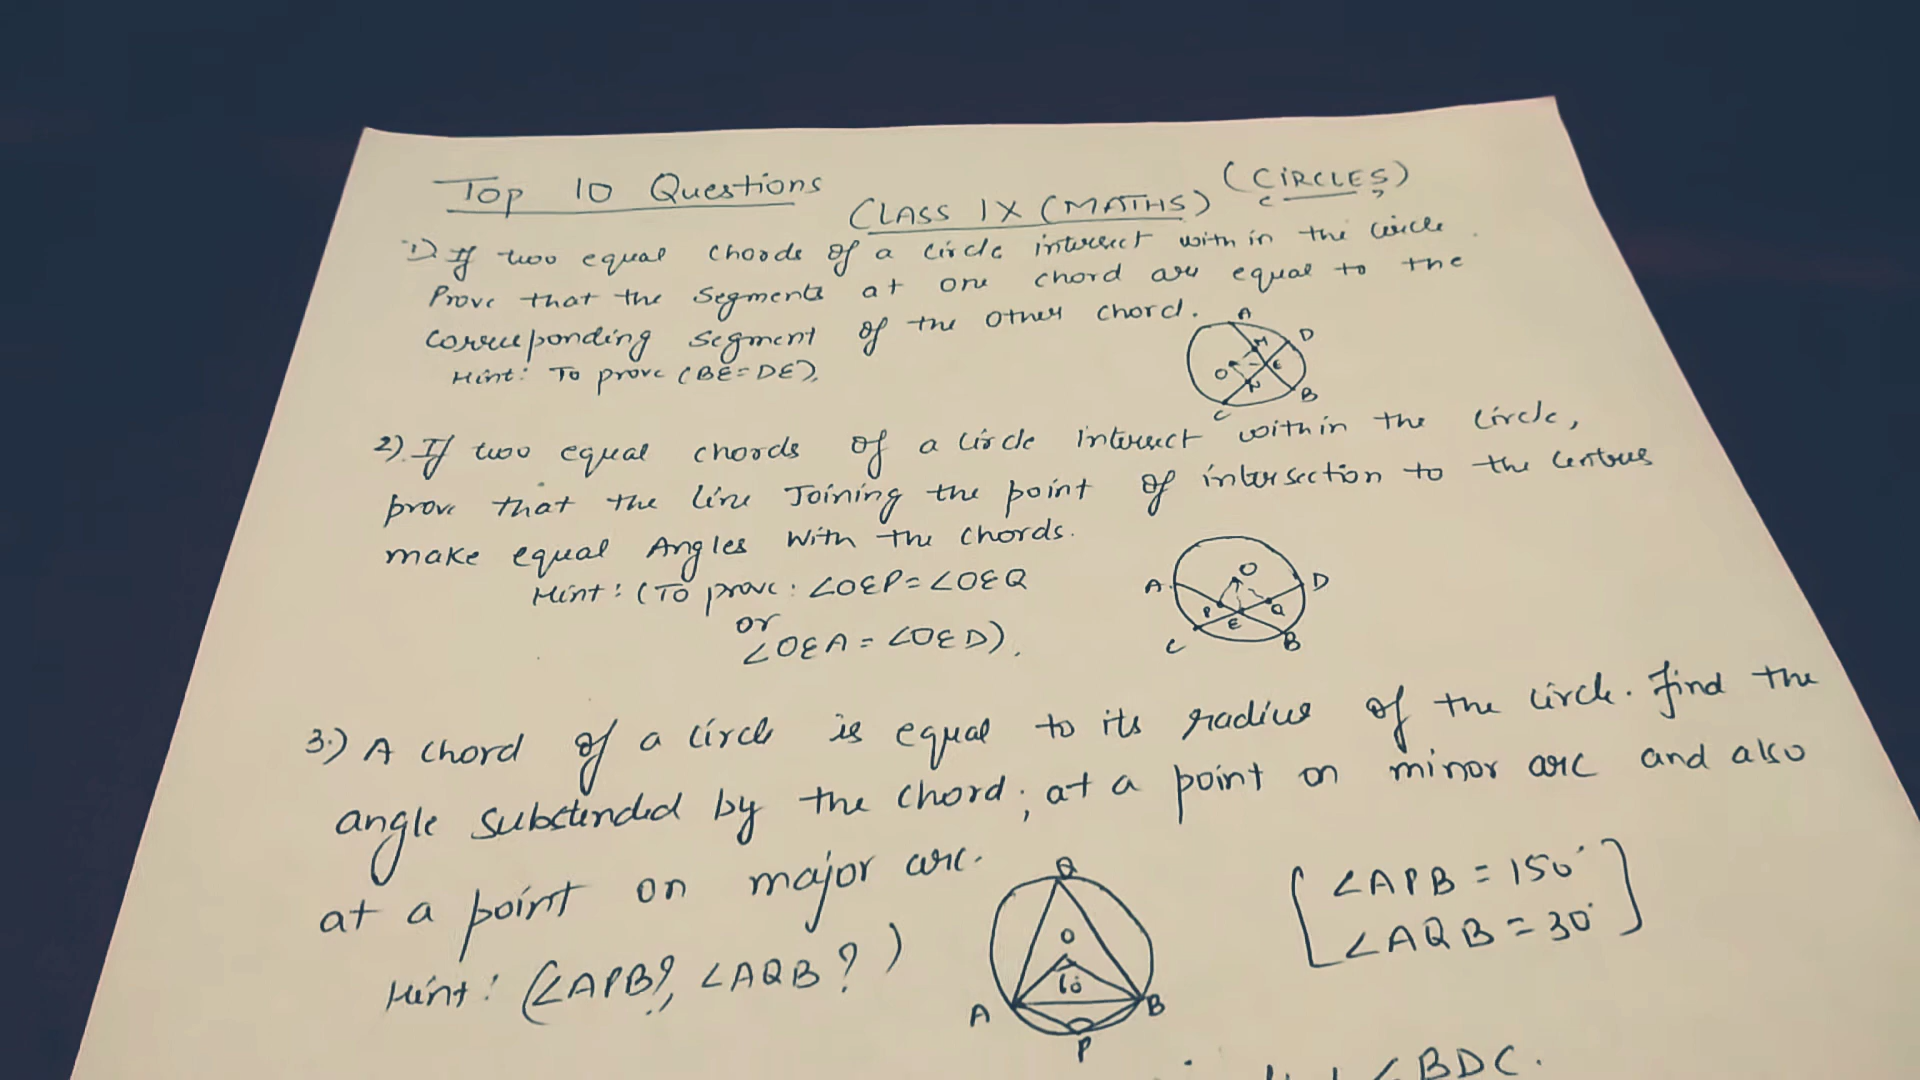 Top 10 Questions
CLASS IX (MATHS) (CIRCLES)
1) If two equal chords of a circle intersect within the circle.
Prove that the segments at one chord are equal to the
corresponding segment of the other chord.
Hint: To prove (BE=DE).
A
D
M
O
E
N
B
C
2). If two equal chords of a circle intersect within the circle,
prove that the line Joining the point of intersection to the centre
make equal Angles With the chords.
Hint: (To prove: ∠OEP=∠OEQ
or
∠OEA=∠OED).
O
A
D
P
Q
E
C
B
3.) A chord of a circle is equal to its radius of the circle. find the
angle substended by the chord; at a point on minor arc and also
at a point on major arc.
Hint: (∠APB?, ∠AQB?)
Q
O
60
A
B
P
[∠APB = 150°
∠AQB = 30°]
∠BDC.